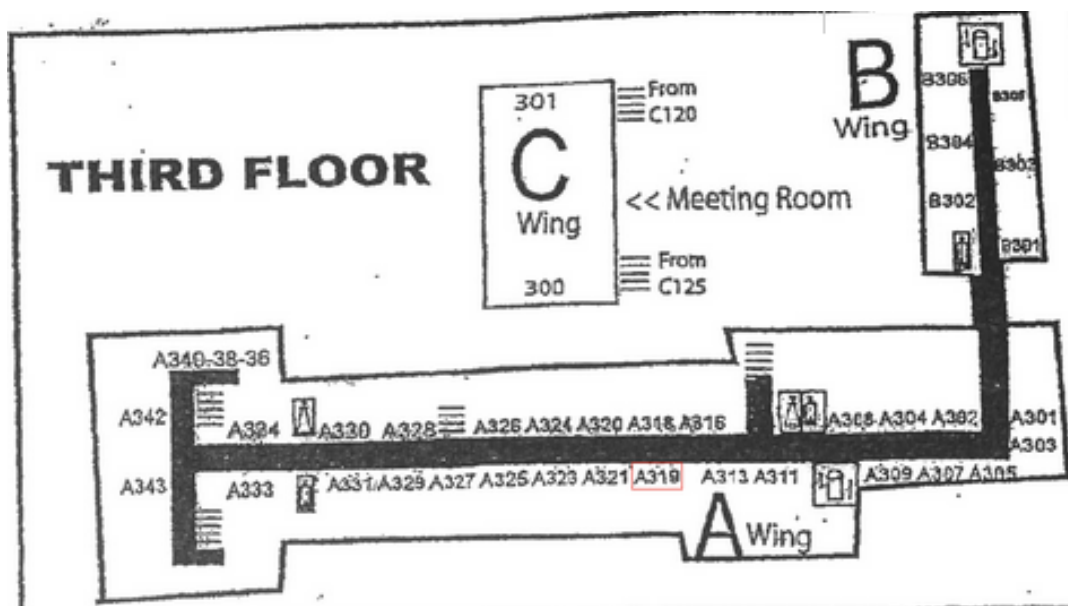 301
From
C120
C
Wing
B
Wing
B306
B304
B303
B302
B301
THIRD FLOOR
<< Meeting Room
300
From
C125
A340-38-36
A342
A334
A330
A328
A326
A324
A320
A318
A316
A308
A304
A302
A301
A303
A343
A333
A331
A329
A327
A325
A323
A321
A319
A313
A311
A309
A307
A305
A
Wing